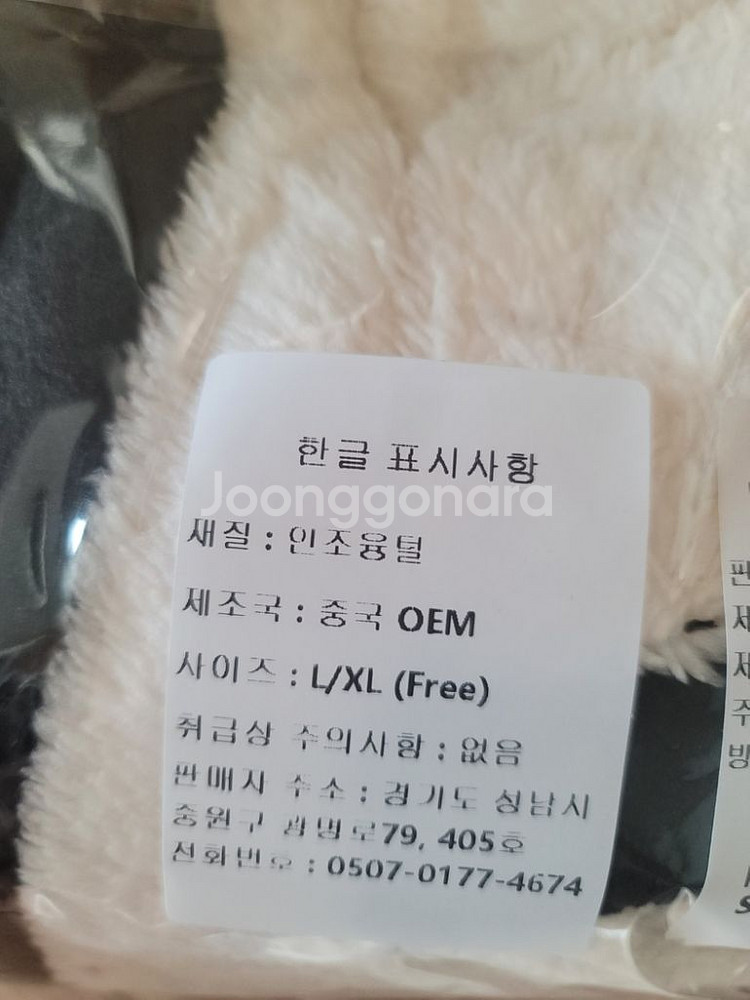 한글 표시사항
Joonggonara
재질 : 인조융털
제조국 : 중국 OEM
사이즈 : L/XL (Free)
취급상 주의사항 : 없음
판매자 주소 : 경기도 성남시
중원구 광명로79, 405호
전화번호 : 0507-0177-4674